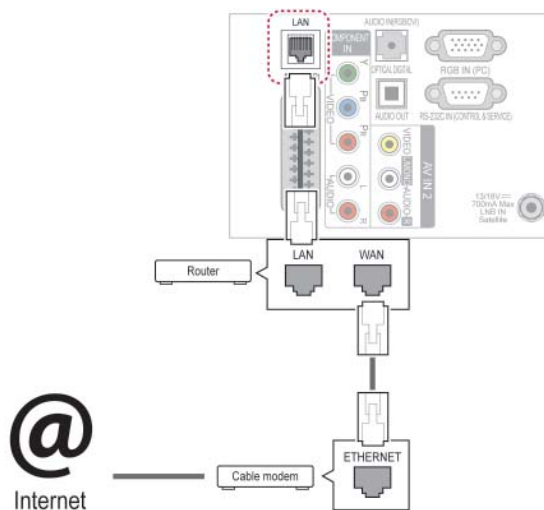 LAN
AUDIO IN(RGB/DVI)
COMPONENT
IN
Y
PB
PR
VIDEO
L
R
AUDIO
OPTICAL DIGITAL
AUDIO OUT
RGB IN (PC)
RS-232C IN (CONTROL & SERVICE)
VIDEO
AUDIO
AV IN 2
13/18V
700mA Max
LNB IN
Satellite
Router
LAN
WAN
ETHERNET
Cable modem
@
Internet